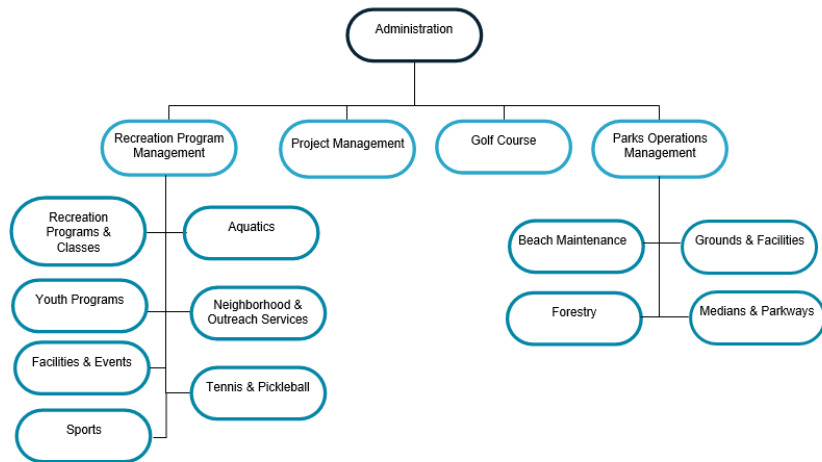 Administration
Recreation Program
Management
Project Management
Golf Course
Parks Operations
Management
Recreation
Programs &
Classes
Aquatics
Youth Programs
Neighborhood &
Outreach Services
Facilities & Events
Tennis & Pickleball
Sports
Beach Maintenance
Grounds & Facilities
Forestry
Medians & Parkways